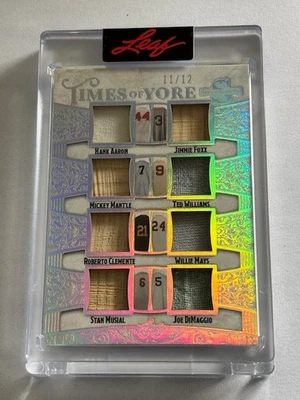 Leaf
11/12
TIMES OF YORE
44 3
HANK AARON JIMMIE FOXX
7 9
MICKEY MANTLE TED WILLIAMS
21 24
ROBERTO CLEMENTE WILLIE MAYS
6 5
STAN MUSIAL JOE DIMAGGIO